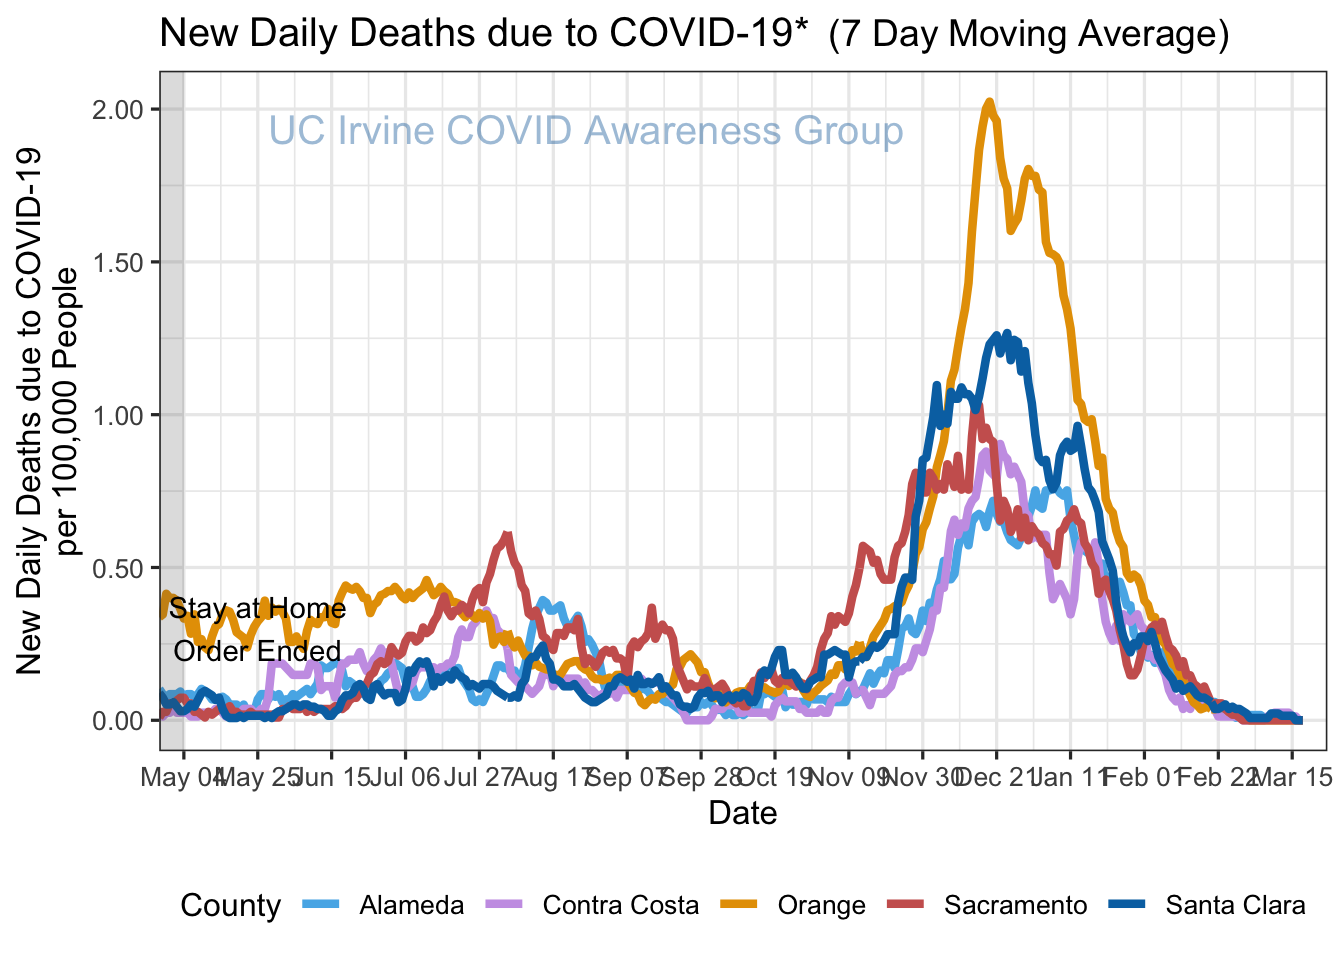 New Daily Deaths due to COVID-19* (7 Day Moving Average)
New Daily Deaths due to COVID-19
per 100,000 People
2.00
1.50
1.00
0.50
0.00
UC Irvine COVID Awareness Group
Stay at Home
Order Ended
May 04 May 25 Jun 15 Jul 06 Jul 27 Aug 17 Sep 07 Sep 28 Oct 19 Nov 09 Nov 30 Dec 21 Jan 11 Feb 01 Feb 22 Mar 15
Date
County Alameda Contra Costa Orange Sacramento Santa Clara